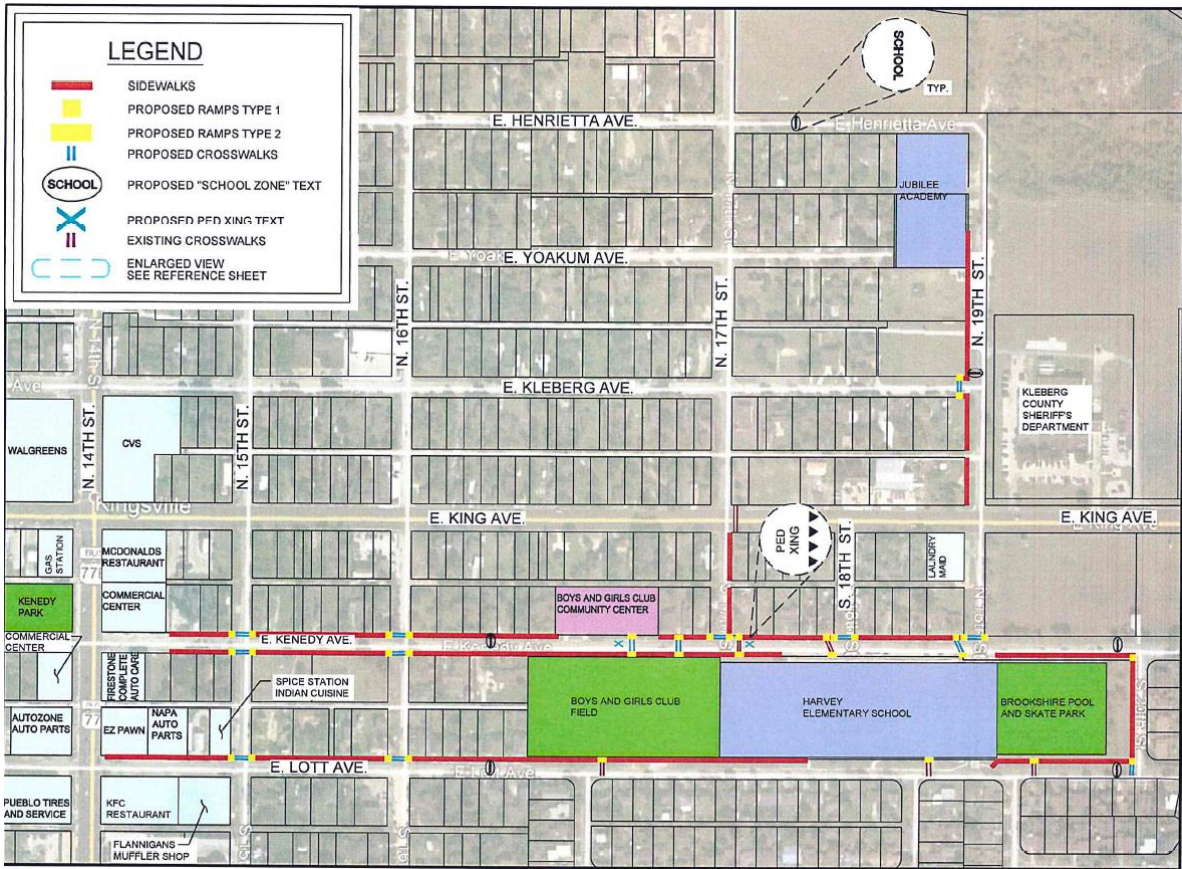 LEGEND
SIDEWALKS
PROPOSED RAMPS TYPE 1
PROPOSED RAMPS TYPE 2
PROPOSED CROSSWALKS
SCHOOL
PROPOSED "SCHOOL ZONE" TEXT
PROPOSED PED XING TEXT
EXISTING CROSSWALKS
ENLARGED VIEW
SEE REFERENCE SHEET
SCHOOL
TYP.
E. HENRIETTA AVE.
E Henrietta Ave
JUBILEE
ACADEMY
E. YOAKUM AVE.
N. 16TH ST.
N. 17TH ST.
N. 19TH ST.
Ave
E. KLEBERG AVE.
KLEBERG
COUNTY
SHERIFF'S
DEPARTMENT
WALGREENS
N. 14TH ST.
CVS
N. 15TH ST.
Kingsville
E. KING AVE.
E. KING AVE.
E King Ave
GAS
STATION
MCDONALDS
RESTAURANT
77
PED
XING
S. 18TH ST.
LAUNDRY
MAID
KENEDY
PARK
COMMERCIAL
CENTER
BOYS AND GIRLS CLUB
COMMUNITY CENTER
COMMERCIAL
CENTER
E. KENEDY AVE.
FIRESTONE
COMPLETE
AUTO CARE
SPICE STATION
INDIAN CUISINE
BOYS AND GIRLS CLUB
FIELD
HARVEY
ELEMENTARY SCHOOL
BROOKSHIRE POOL
AND SKATE PARK
AUTOZONE
AUTO PARTS
77
EZ PAWN
NAPA
AUTO
PARTS
E. LOTT AVE.
PUEBLO TIRES
AND SERVICE
KFC
RESTAURANT
FLANNIGANS
MUFFLER SHOP